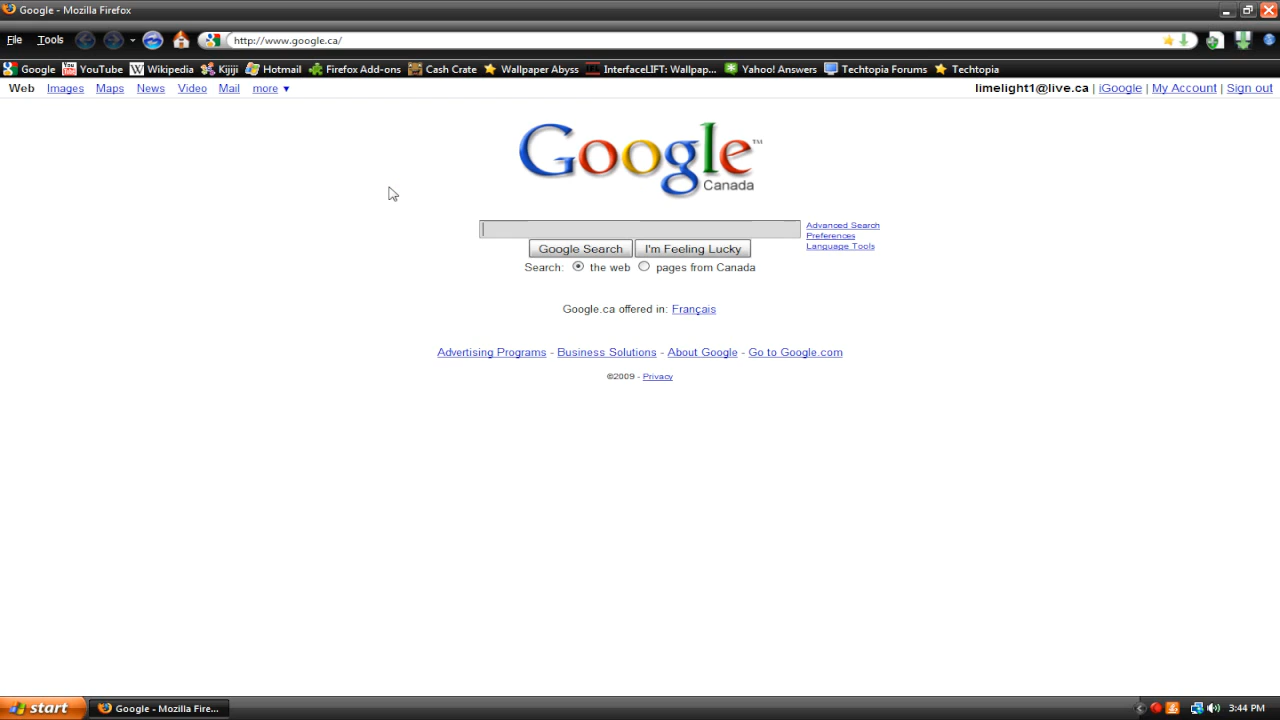 Google - Mozilla Firefox
File Tools http://www.google.ca/
Google YouTube Wikipedia Kijiji Hotmail Firefox Add-ons Cash Crate Wallpaper Abyss InterfaceLIFT: Wallpap... Yahoo! Answers Techtopia Forums Techtopia
Web Images Maps News Video Mail more ▼ limelight1@live.ca | iGoogle | My Account | Sign out
Google™
Canada
Advanced Search
Preferences
Language Tools
Google Search I'm Feeling Lucky
Search: the web pages from Canada
Google.ca offered in: Français
Advertising Programs - Business Solutions - About Google - Go to Google.com
©2009 - Privacy
start Google - Mozilla Fire... 3:44 PM